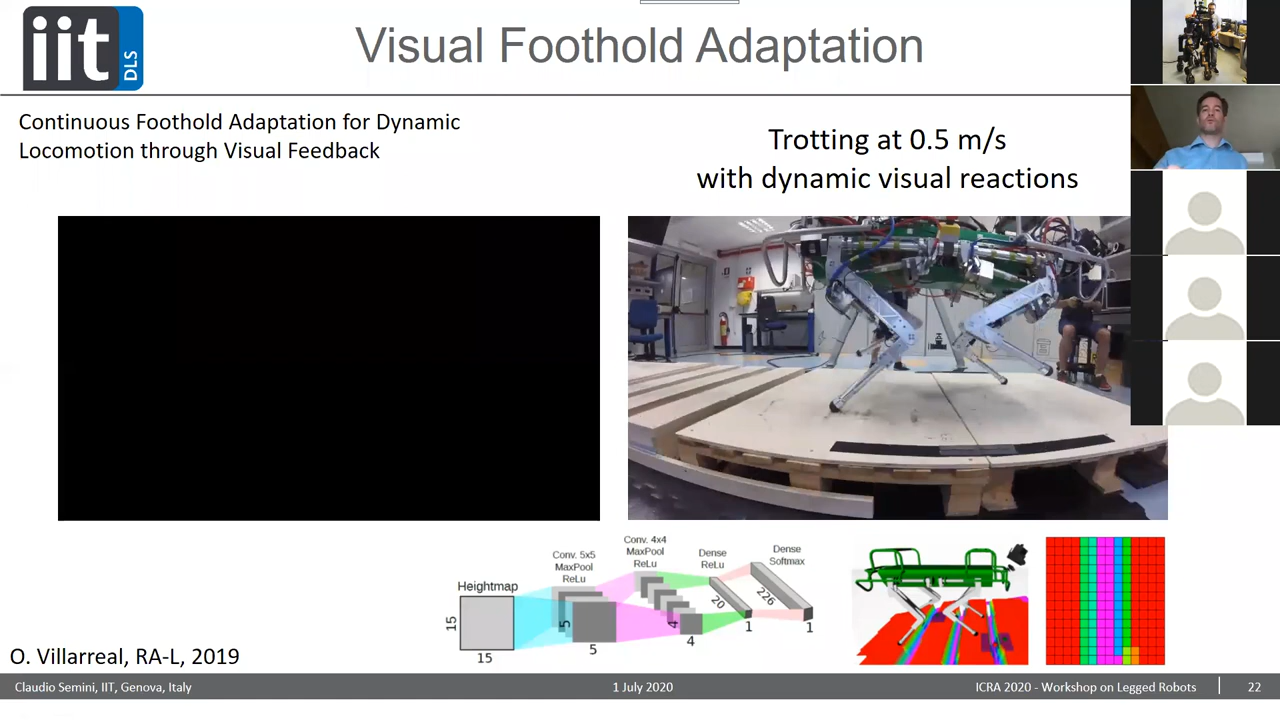 iit
DLS
Visual Foothold Adaptation
Continuous Foothold Adaptation for Dynamic
Locomotion through Visual Feedback
Trotting at 0.5 m/s
with dynamic visual reactions
Heightmap
15
15
Conv. 5x5
MaxPool
ReLu
5
5
Conv. 4x4
MaxPool
ReLu
4
4
Dense
ReLu
20
1
Dense
Softmax
226
1
O. Villarreal, RA-L, 2019
Claudio Semini, IIT, Genova, Italy
1 July 2020
ICRA 2020 - Workshop on Legged Robots
22